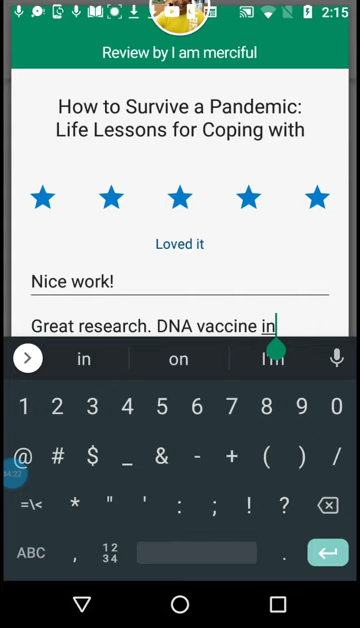 2:15
Review by I am merciful
How to Survive a Pandemic:
Life Lessons for Coping with
Loved it
Nice work!
Great research. DNA vaccine in
in on I'm
1 2 3 4 5 6 7 8 9 0
@ # $ _ & - + ( ) /
=\< * " ' : ; ! ?
ABC , 12 34 .